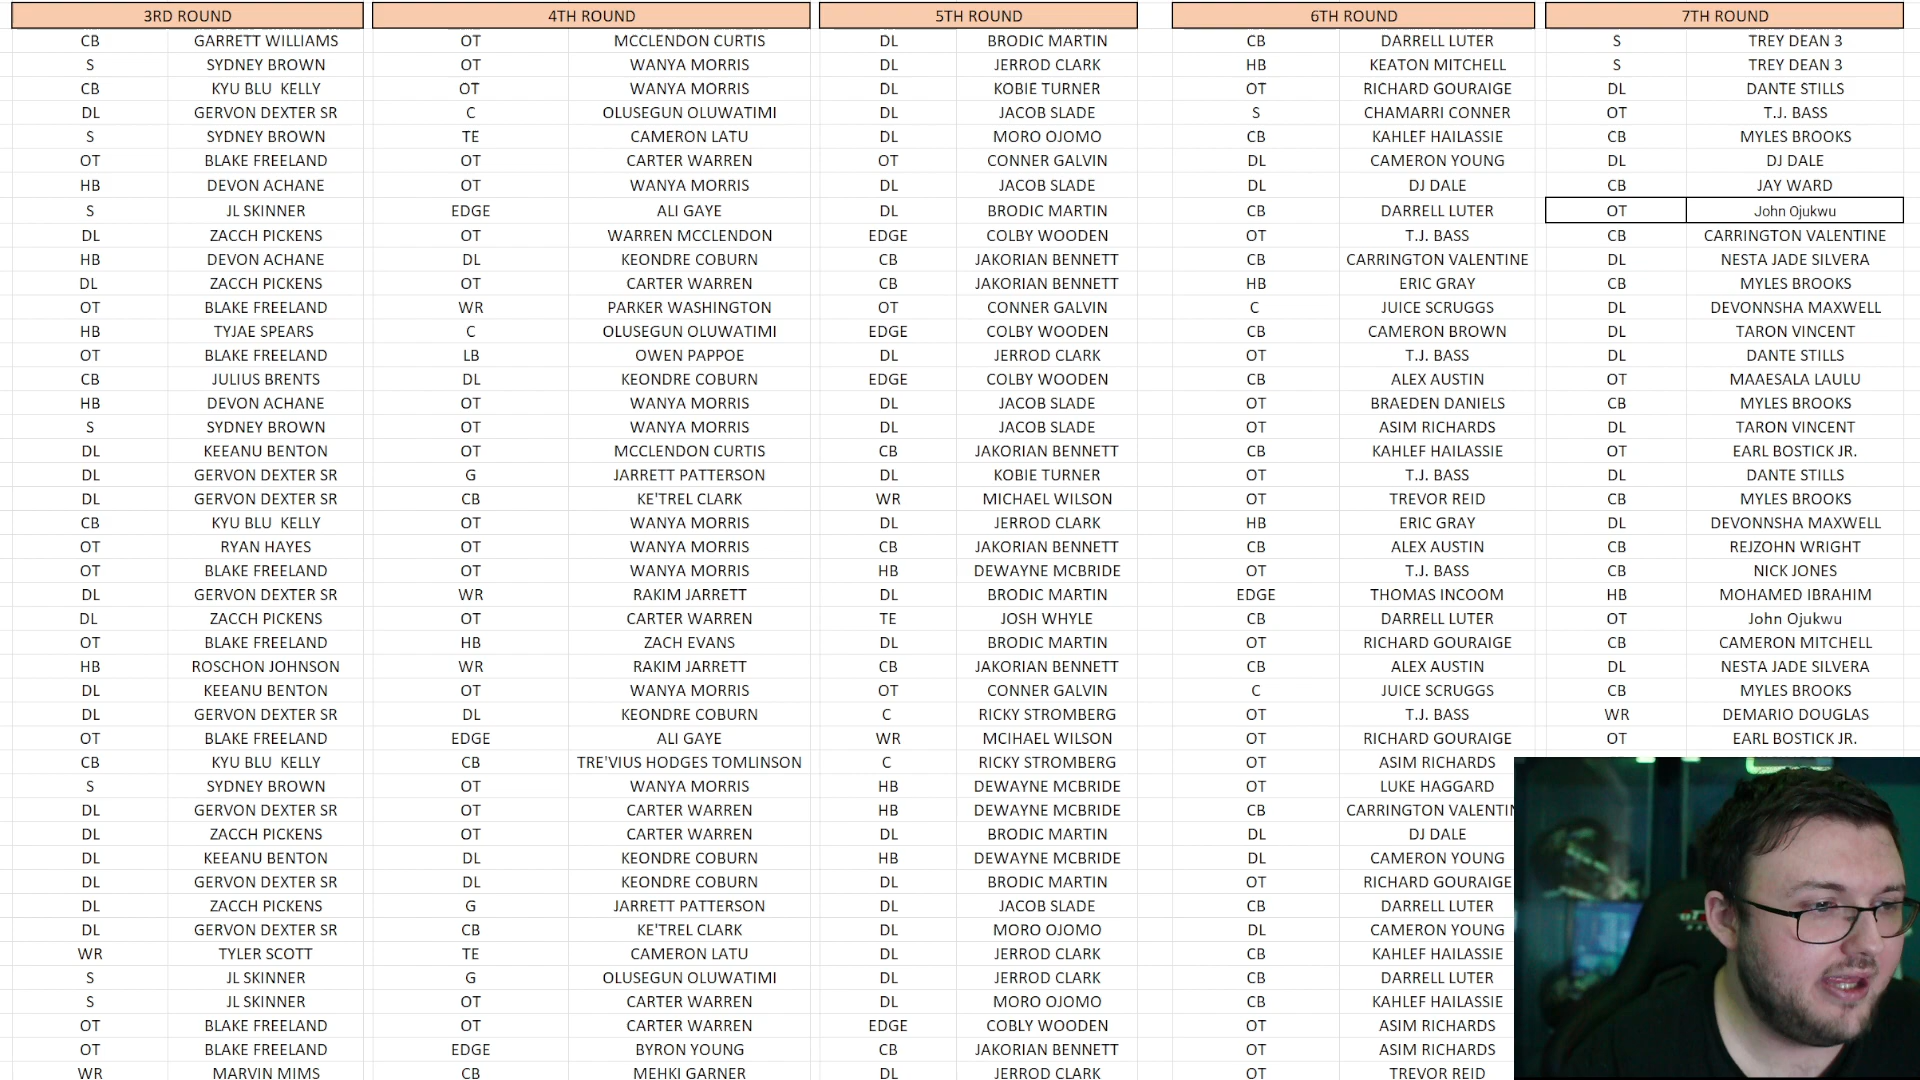 3RD ROUND 4TH ROUND 5TH ROUND 6TH ROUND 7TH ROUND
CB GARRETT WILLIAMS OT MCCLENDON CURTIS DL BRODIC MARTIN CB DARRELL LUTER S TREY DEAN 3
S SYDNEY BROWN OT WANYA MORRIS DL JERROD CLARK HB KEATON MITCHELL S TREY DEAN 3
CB KYU BLU KELLY OT WANYA MORRIS DL KOBIE TURNER OT RICHARD GOURAIGE DL DANTE STILLS
DL GERVON DEXTER SR C OLUSEGUN OLUWATIMI DL JACOB SLADE S CHAMARRI CONNER OT T.J. BASS
S SYDNEY BROWN TE CAMERON LATU DL MORO OJOMO CB KAHLEF HAILASSIE CB MYLES BROOKS
OT BLAKE FREELAND OT CARTER WARREN OT CONNER GALVIN DL CAMERON YOUNG DL DJ DALE
HB DEVON ACHANE OT WANYA MORRIS DL JACOB SLADE DL DJ DALE CB JAY WARD
S JL SKINNER EDGE ALI GAYE DL BRODIC MARTIN CB DARRELL LUTER OT John Ojukwu
DL ZACCH PICKENS OT WARREN MCCLENDON EDGE COLBY WOODEN OT T.J. BASS CB CARRINGTON VALENTINE
HB DEVON ACHANE DL KEONDRE COBURN CB JAKORIAN BENNETT CB CARRINGTON VALENTINE DL NESTA JADE SILVERA
DL ZACCH PICKENS OT CARTER WARREN CB JAKORIAN BENNETT HB ERIC GRAY CB MYLES BROOKS
OT BLAKE FREELAND WR PARKER WASHINGTON OT CONNER GALVIN C JUICE SCRUGGS DL DEVONNSHA MAXWELL
HB TYJAE SPEARS C OLUSEGUN OLUWATIMI EDGE COLBY WOODEN CB CAMERON BROWN DL TARON VINCENT
OT BLAKE FREELAND LB OWEN PAPPOE DL JERROD CLARK OT T.J. BASS DL DANTE STILLS
CB JULIUS BRENTS DL KEONDRE COBURN EDGE COLBY WOODEN CB ALEX AUSTIN OT MAAESALA LAULU
HB DEVON ACHANE OT WANYA MORRIS DL JACOB SLADE OT BRAEDEN DANIELS CB MYLES BROOKS
S SYDNEY BROWN OT WANYA MORRIS DL JACOB SLADE OT ASIM RICHARDS DL TARON VINCENT
DL KEEANU BENTON OT MCCLENDON CURTIS CB JAKORIAN BENNETT CB KAHLEF HAILASSIE OT EARL BOSTICK JR.
DL GERVON DEXTER SR G JARRETT PATTERSON DL KOBIE TURNER OT T.J. BASS DL DANTE STILLS
DL GERVON DEXTER SR CB KE'TREL CLARK WR MICHAEL WILSON OT TREVOR REID CB MYLES BROOKS
CB KYU BLU KELLY OT WANYA MORRIS DL JERROD CLARK HB ERIC GRAY DL DEVONNSHA MAXWELL
OT RYAN HAYES OT WANYA MORRIS CB JAKORIAN BENNETT CB ALEX AUSTIN CB REJZOHN WRIGHT
OT BLAKE FREELAND OT WANYA MORRIS HB DEWAYNE MCBRIDE OT T.J. BASS CB NICK JONES
DL GERVON DEXTER SR WR RAKIM JARRETT DL BRODIC MARTIN EDGE THOMAS INCOOM HB MOHAMED IBRAHIM
DL ZACCH PICKENS OT CARTER WARREN TE JOSH WHYLE CB DARRELL LUTER OT John Ojukwu
OT BLAKE FREELAND HB ZACH EVANS DL BRODIC MARTIN OT RICHARD GOURAIGE CB CAMERON MITCHELL
HB ROSCHON JOHNSON WR RAKIM JARRETT CB JAKORIAN BENNETT CB ALEX AUSTIN DL NESTA JADE SILVERA
DL KEEANU BENTON OT WANYA MORRIS OT CONNER GALVIN C JUICE SCRUGGS CB MYLES BROOKS
DL GERVON DEXTER SR DL KEONDRE COBURN C RICKY STROMBERG OT T.J. BASS WR DEMARIO DOUGLAS
OT BLAKE FREELAND EDGE ALI GAYE WR MCIHAEL WILSON OT RICHARD GOURAIGE OT EARL BOSTICK JR.
CB KYU BLU KELLY CB TRE'VIUS HODGES TOMLINSON C RICKY STROMBERG OT ASIM RICHARDS
S SYDNEY BROWN OT WANYA MORRIS HB DEWAYNE MCBRIDE OT LUKE HAGGARD
DL GERVON DEXTER SR OT CARTER WARREN HB DEWAYNE MCBRIDE CB CARRINGTON
DL ZACCH PICKENS OT CARTER WARREN DL BRODIC MARTIN DL DJ DALE
DL KEEANU BENTON DL KEONDRE COBURN HB DEWAYNE MCBRIDE DL CAMERON YOUNG
DL GERVON DEXTER SR DL KEONDRE COBURN DL BRODIC MARTIN OT RICHARD GOURAIGE
DL ZACCH PICKENS G JARRETT PATTERSON DL JACOB SLADE CB DARRELL LUTER
DL GERVON DEXTER SR CB KE'TREL CLARK DL MORO OJOMO DL CAMERON YOUNG
WR TYLER SCOTT TE CAMERON LATU DL JERROD CLARK CB KAHLEF HAILASSIE
S JL SKINNER G OLUSEGUN OLUWATIMI DL JERROD CLARK CB DARRELL LUTER
S JL SKINNER OT CARTER WARREN DL MORO OJOMO CB KAHLEF HAILASSIE
OT BLAKE FREELAND OT CARTER WARREN EDGE COBLY WOODEN OT ASIM RICHARDS
OT BLAKE FREELAND EDGE BYRON YOUNG CB JAKORIAN BENNETT OT ASIM RICHARDS
WR MARVIN MIMS CB MEHKI GARNER DL JERROD CLARK OT TREVOR REID